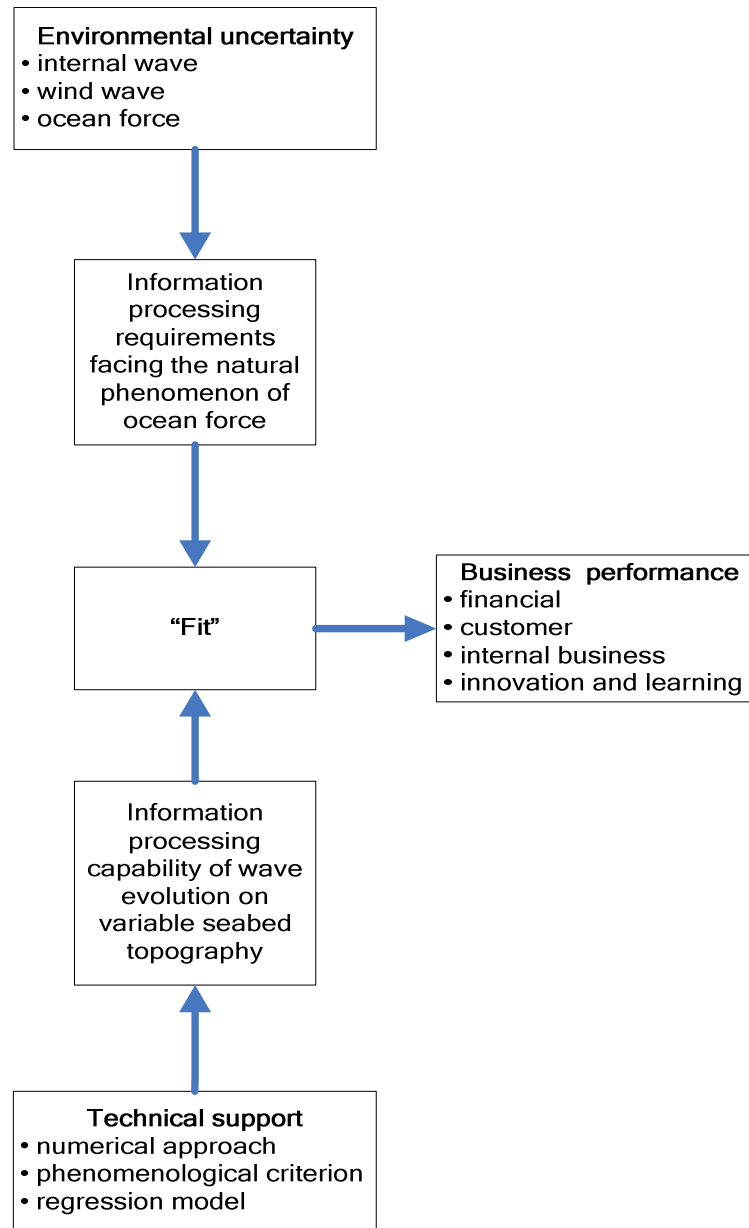 Environmental uncertainty
• internal wave
• wind wave
• ocean force
Information
processing
requirements
facing the natural
phenomenon of
ocean force
“Fit”
Business performance
• financial
• customer
• internal business
• innovation and learning
Information
processing
capability of wave
evolution on
variable seabed
topography
Technical support
• numerical approach
• phenomenological criterion
• regression model